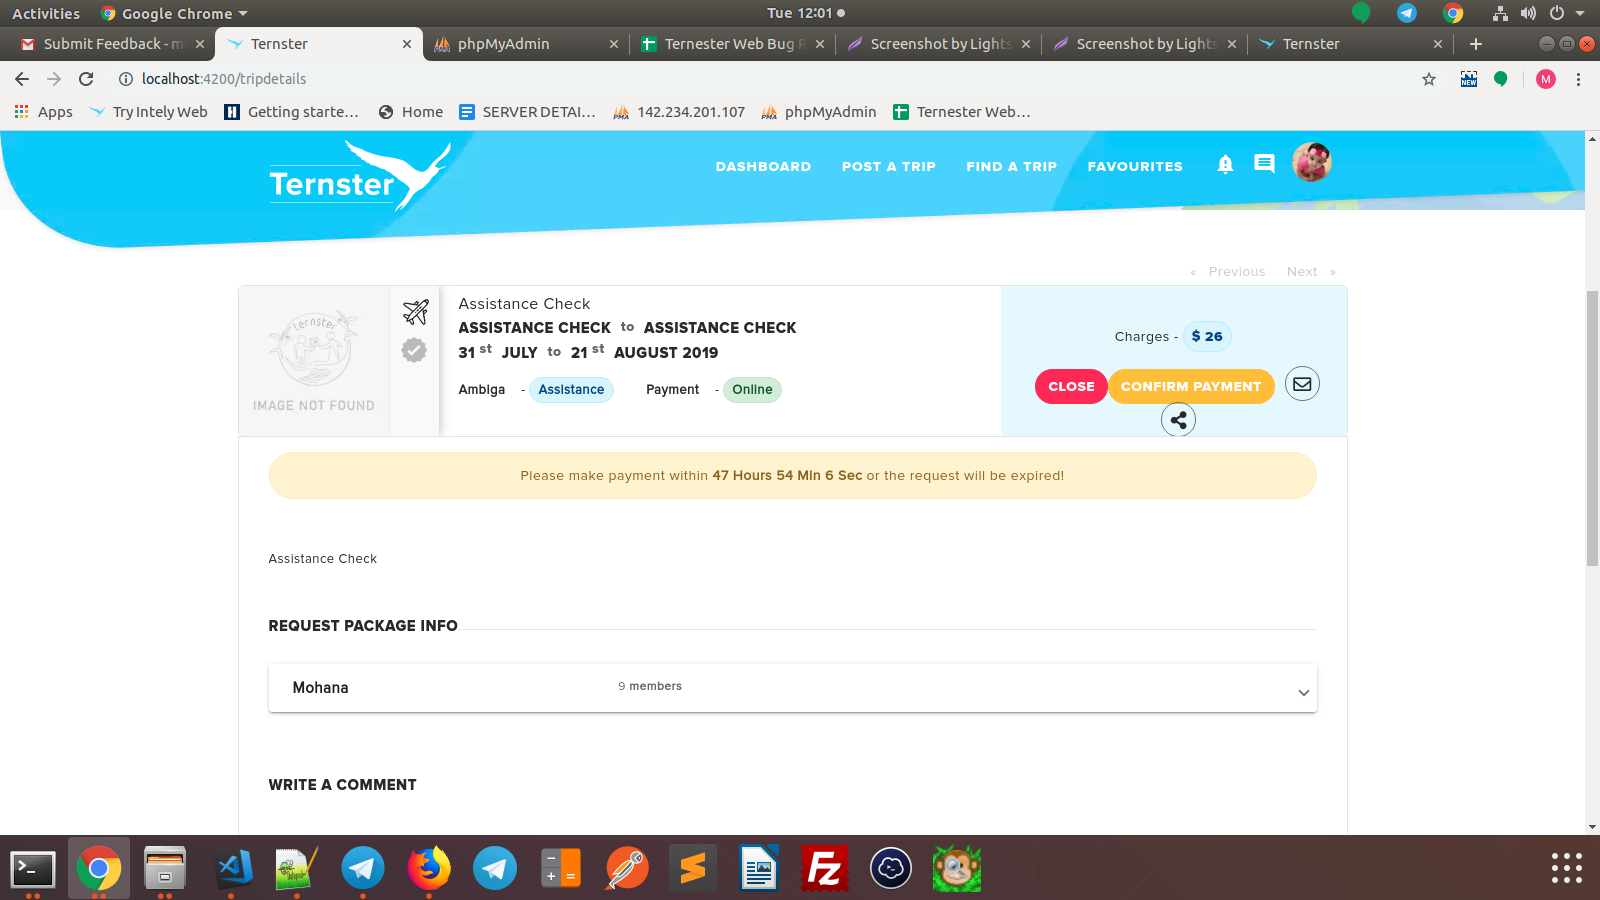 Activities Google Chrome Tue 12:01
Submit Feedback - m Ternster phpMyAdmin Ternester Web Bug R Screenshot by Lights Screenshot by Lights Ternster
localhost:4200/tripdetails M
Apps Try Intely Web Getting starte... Home SERVER DETAI... 142.234.201.107 phpMyAdmin Ternester Web...
Ternster
DASHBOARD POST A TRIP FIND A TRIP FAVOURITES
« Previous Next »
ternster
IMAGE NOT FOUND
Assistance Check
ASSISTANCE CHECK to ASSISTANCE CHECK
31 st JULY to 21 st AUGUST 2019
Ambiga - Assistance Payment - Online
Charges - $ 26
CLOSE CONFIRM PAYMENT
Please make payment within 47 Hours 54 Min 6 Sec or the request will be expired!
Assistance Check
REQUEST PACKAGE INFO
Mohana 9 members
WRITE A COMMENT